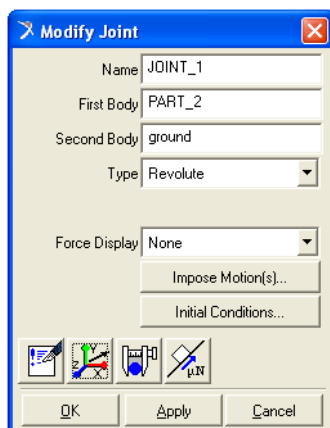 Modify Joint
Name JOINT_1
First Body PART_2
Second Body ground
Type Revolute
Force Display None
Impose Motion(s)...
Initial Conditions...
Z Y X μN
OK Apply Cancel